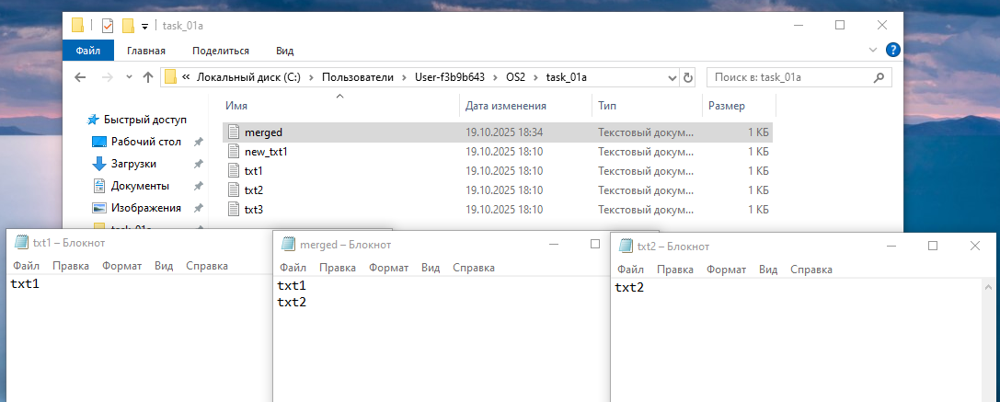 task_01a
Файл Главная Поделиться Вид
« Локальный диск (C:) > Пользователи > User-f3b9b643 > OS2 > task_01a
Поиск в: task_01a
Имя Дата изменения Тип Размер
Быстрый доступ
Рабочий стол
Загрузки
Документы
Изображения
task_01a
merged 19.10.2025 18:34 Текстовый докум... 1 КБ
new_txt1 19.10.2025 18:10 Текстовый докум... 1 КБ
txt1 19.10.2025 18:10 Текстовый докум... 1 КБ
txt2 19.10.2025 18:10 Текстовый докум... 1 КБ
txt3 19.10.2025 18:10 Текстовый докум... 1 КБ
txt1 – Блокнот
Файл Правка Формат Вид Справка
txt1
merged – Блокнот
Файл Правка Формат Вид Справка
txt1
txt2
txt2 – Блокнот
Файл Правка Формат Вид Справка
txt2